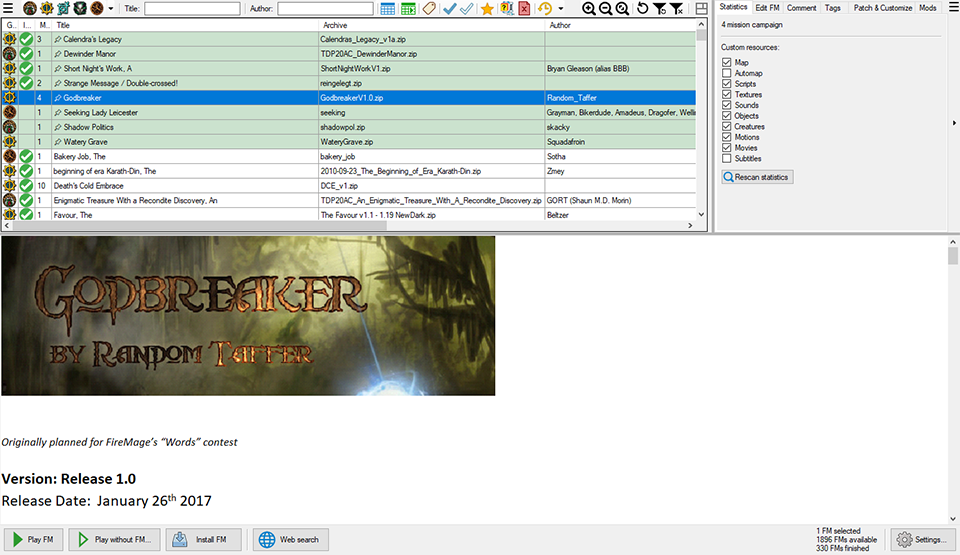 Title: Author:
Statistics Edit FM Comment Tags Patch & Customize Mods
G.. I... M... Title Archive Author
3 Calendra's Legacy Calendras_Legacy_v1a.zip
1 Dewinder Manor TDP20AC_DewinderManor.zip
1 Short Night's Work, A ShortNightWorkV1.zip Bryan Gleason (alias BBB)
2 Strange Message / Double-crossed! reingelegt.zip
4 Godbreaker GodbreakerV1.0.zip Random_Taffer
1 Seeking Lady Leicester seeking Grayman, Bikerdude, Amadeus, Dragofer, Wellin
1 Shadow Politics shadowpol.zip skacky
1 Watery Grave WateryGrave.zip Squadafroin
1 Bakery Job, The bakery_job Sotha
1 beginning of era Karath-Din, The 2010-09-23_The_Beginning_of_Era_Karath-Din.zip Zmey
10 Death's Cold Embrace DCE_v1.zip
1 Enigmatic Treasure With a Recondite Discovery, An TDP20AC_An_Enigmatic_Treasure_With_A_Recondite_Discovery.zip GORT (Shaun M.D. Morin)
1 Favour, The The Favour v1.1 - 1.19 NewDark.zip Beltzer
4 mission campaign
Custom resources:
Map
Automap
Scripts
Textures
Sounds
Objects
Creatures
Motions
Movies
Subtitles
Rescan statistics
GODBREAKER
BY RANDOM TAFFER
Originally planned for FireMage's “Words” contest
Version: Release 1.0
Release Date: January 26th 2017
Play FM Play without FM... Install FM Web search
1 FM selected
1896 FMs available
330 FMs finished
Settings...